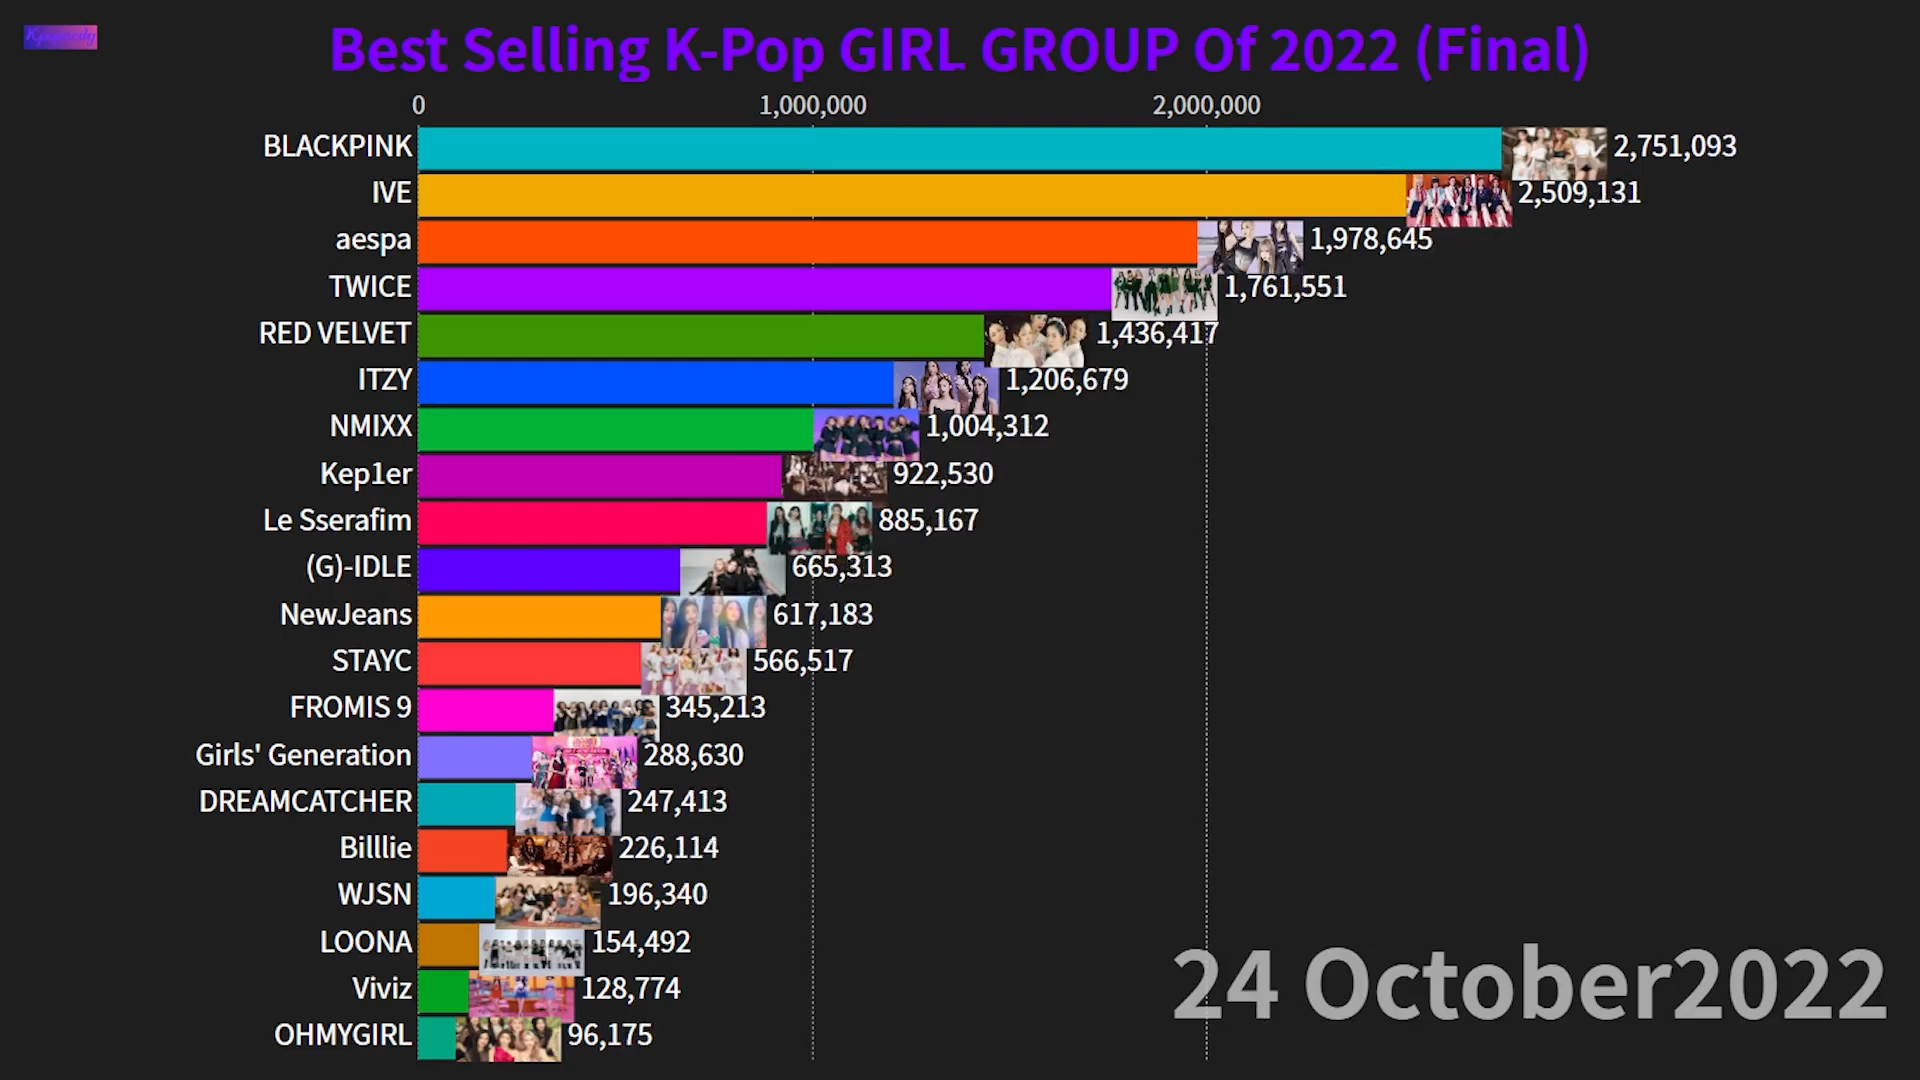 Best Selling K-Pop GIRL GROUP Of 2022 (Final)
0 1,000,000 2,000,000
BLACKPINK 2,751,093
IVE 2,509,131
aespa 1,978,645
TWICE 1,761,551
RED VELVET 1,436,417
ITZY 1,206,679
NMIXX 1,004,312
Kep1er 922,530
Le Sserafim 885,167
(G)-IDLE 665,313
NewJeans 617,183
STAYC 566,517
FROMIS 9 345,213
Girls' Generation 288,630
DREAMCATCHER 247,413
Billlie 226,114
WJSN 196,340
LOONA 154,492
Viviz 128,774
OHMYGIRL 96,175
24 October2022